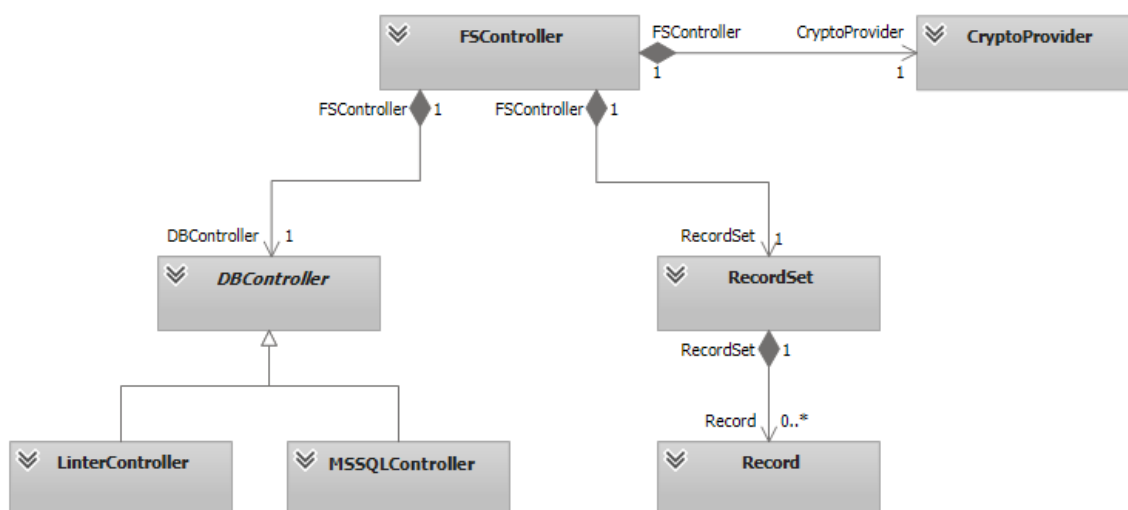 FSController
FSController
CryptoProvider
CryptoProvider
1
1
FSController
1
FSController
1
DBController
1
RecordSet
1
DBController
RecordSet
RecordSet
1
Record
0..*
LinterController
MSSQLController
Record